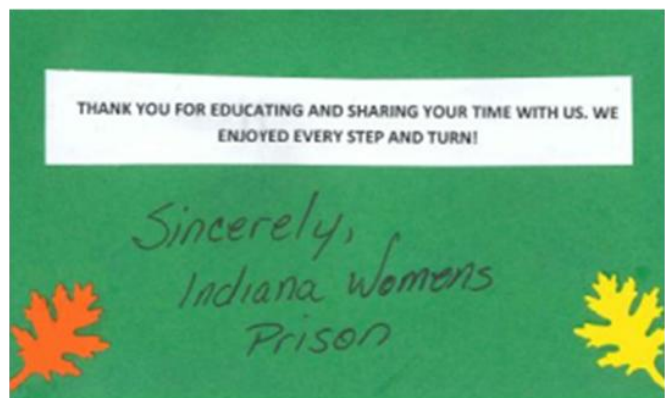 THANK YOU FOR EDUCATING AND SHARING YOUR TIME WITH US. WE
ENJOYED EVERY STEP AND TURN!
Sincerely,
Indiana Womens
Prison